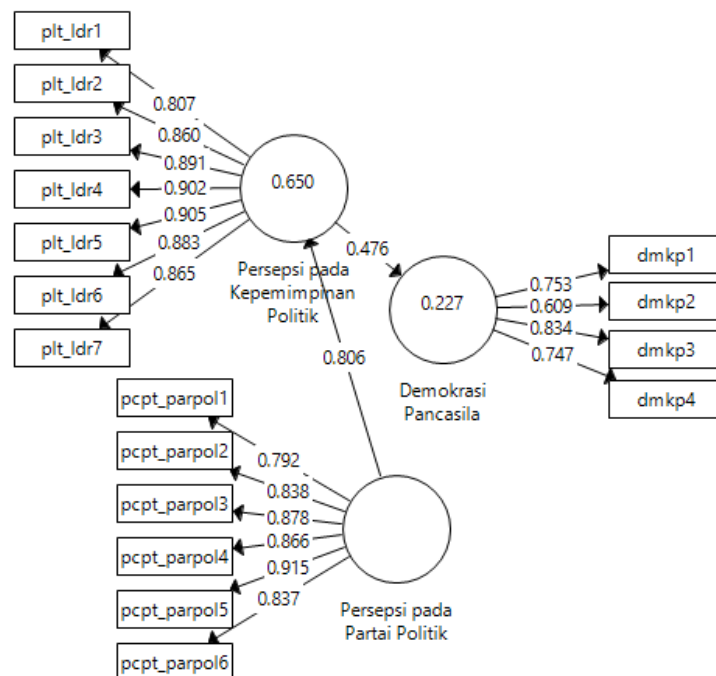 plt_ldr1
plt_ldr2
plt_ldr3
plt_ldr4
plt_ldr5
plt_ldr6
plt_ldr7
0.807
0.860
0.891
0.902
0.905
0.883
0.865
0.650
Persepsi pada
Kepemimpinan
Politik
0.476
0.227
Demokrasi
Pancasila
0.753
0.609
0.834
0.747
dmkp1
dmkp2
dmkp3
dmkp4
0.806
pcpt_parpol1
pcpt_parpol2
pcpt_parpol3
pcpt_parpol4
pcpt_parpol5
pcpt_parpol6
0.792
0.838
0.878
0.866
0.915
0.837
Persepsi pada
Partai Politik